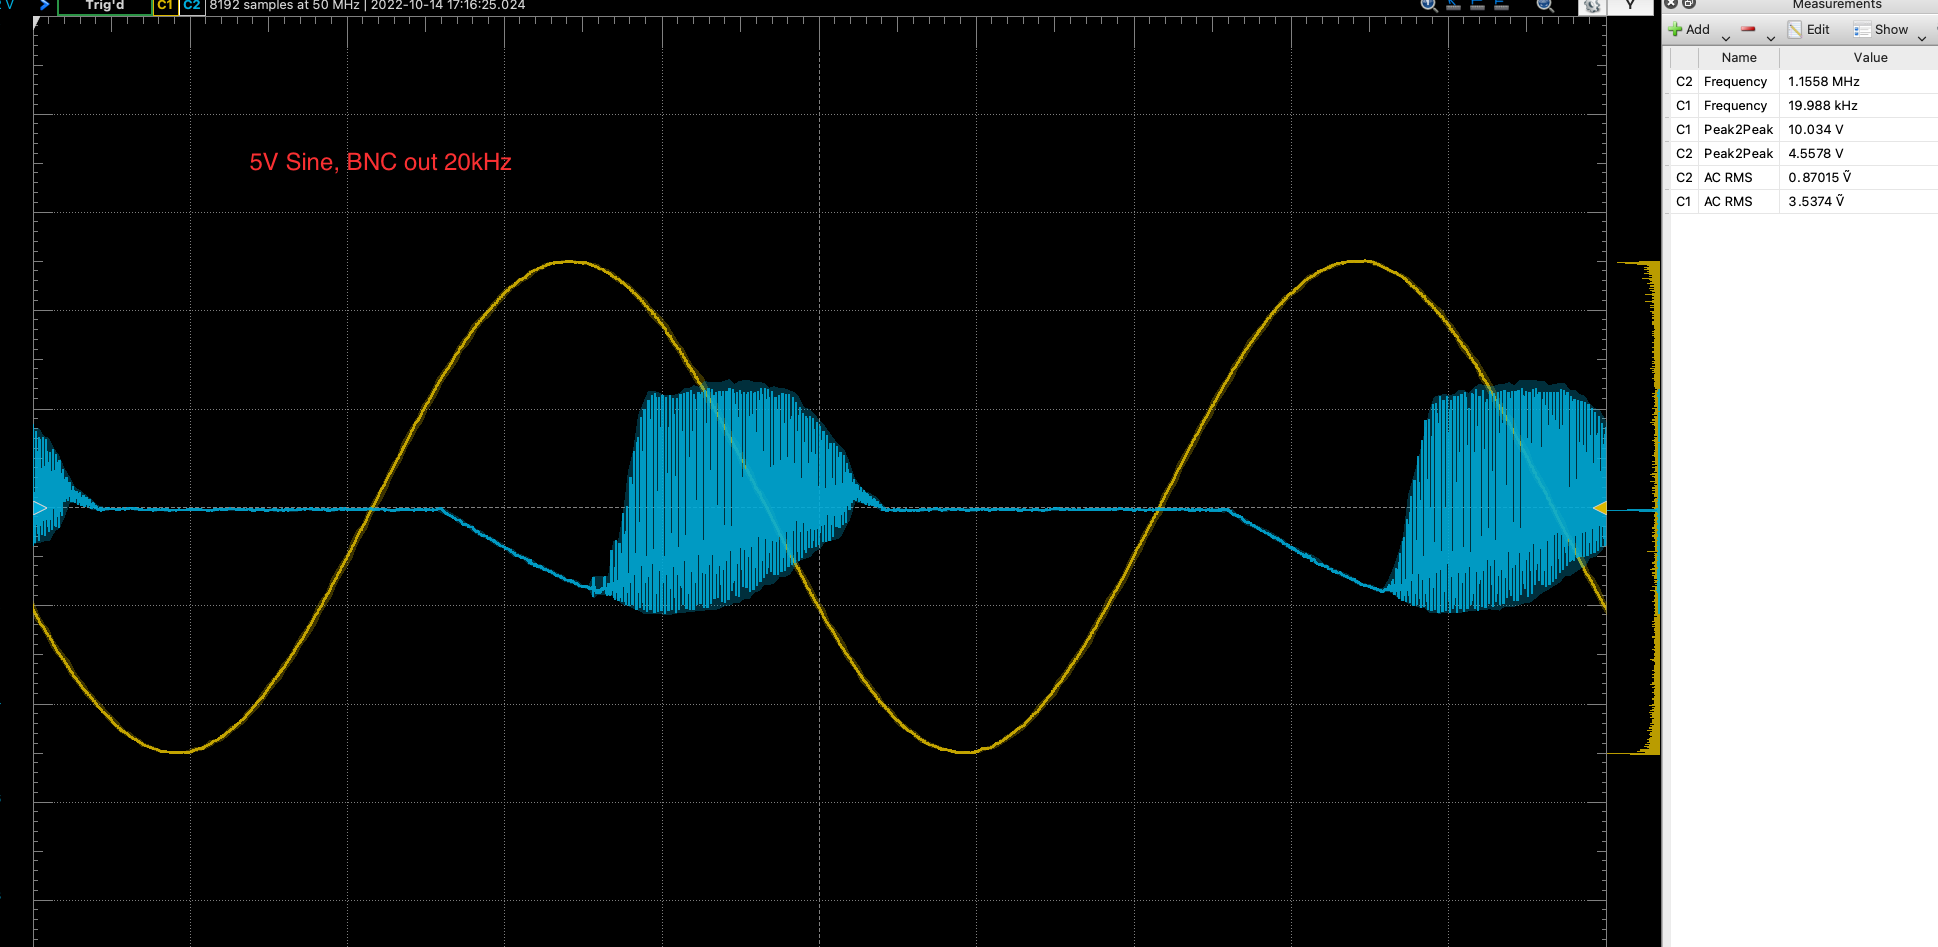 V
Trig'd C1 C2 8192 samples at 50 MHz | 2022-10-14 17:16:25.024
Y
5V Sine, BNC out 20kHz
Measurements
Add Edit Show
Name Value
C2 Frequency 1.1558 MHz
C1 Frequency 19.988 kHz
C1 Peak2Peak 10.034 V
C2 Peak2Peak 4.5578 V
C2 AC RMS 0.87015 Ṽ
C1 AC RMS 3.5374 Ṽ